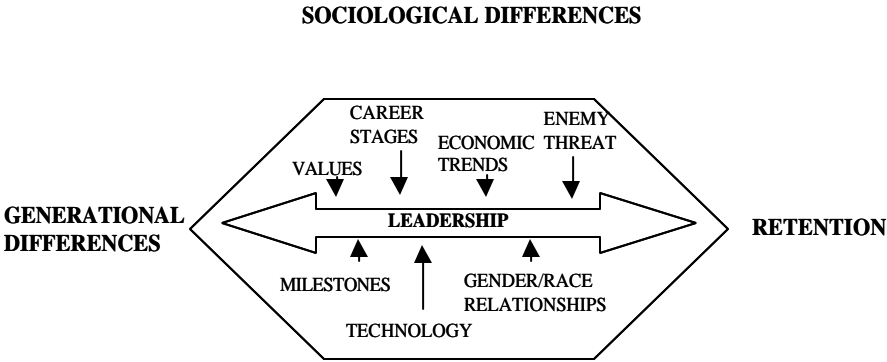 SOCIOLOGICAL DIFFERENCES
CAREER
STAGES
ENEMY
THREAT
ECONOMIC
TRENDS
VALUES
GENERATIONAL
DIFFERENCES
LEADERSHIP
RETENTION
MILESTONES
GENDER/RACE
RELATIONSHIPS
TECHNOLOGY